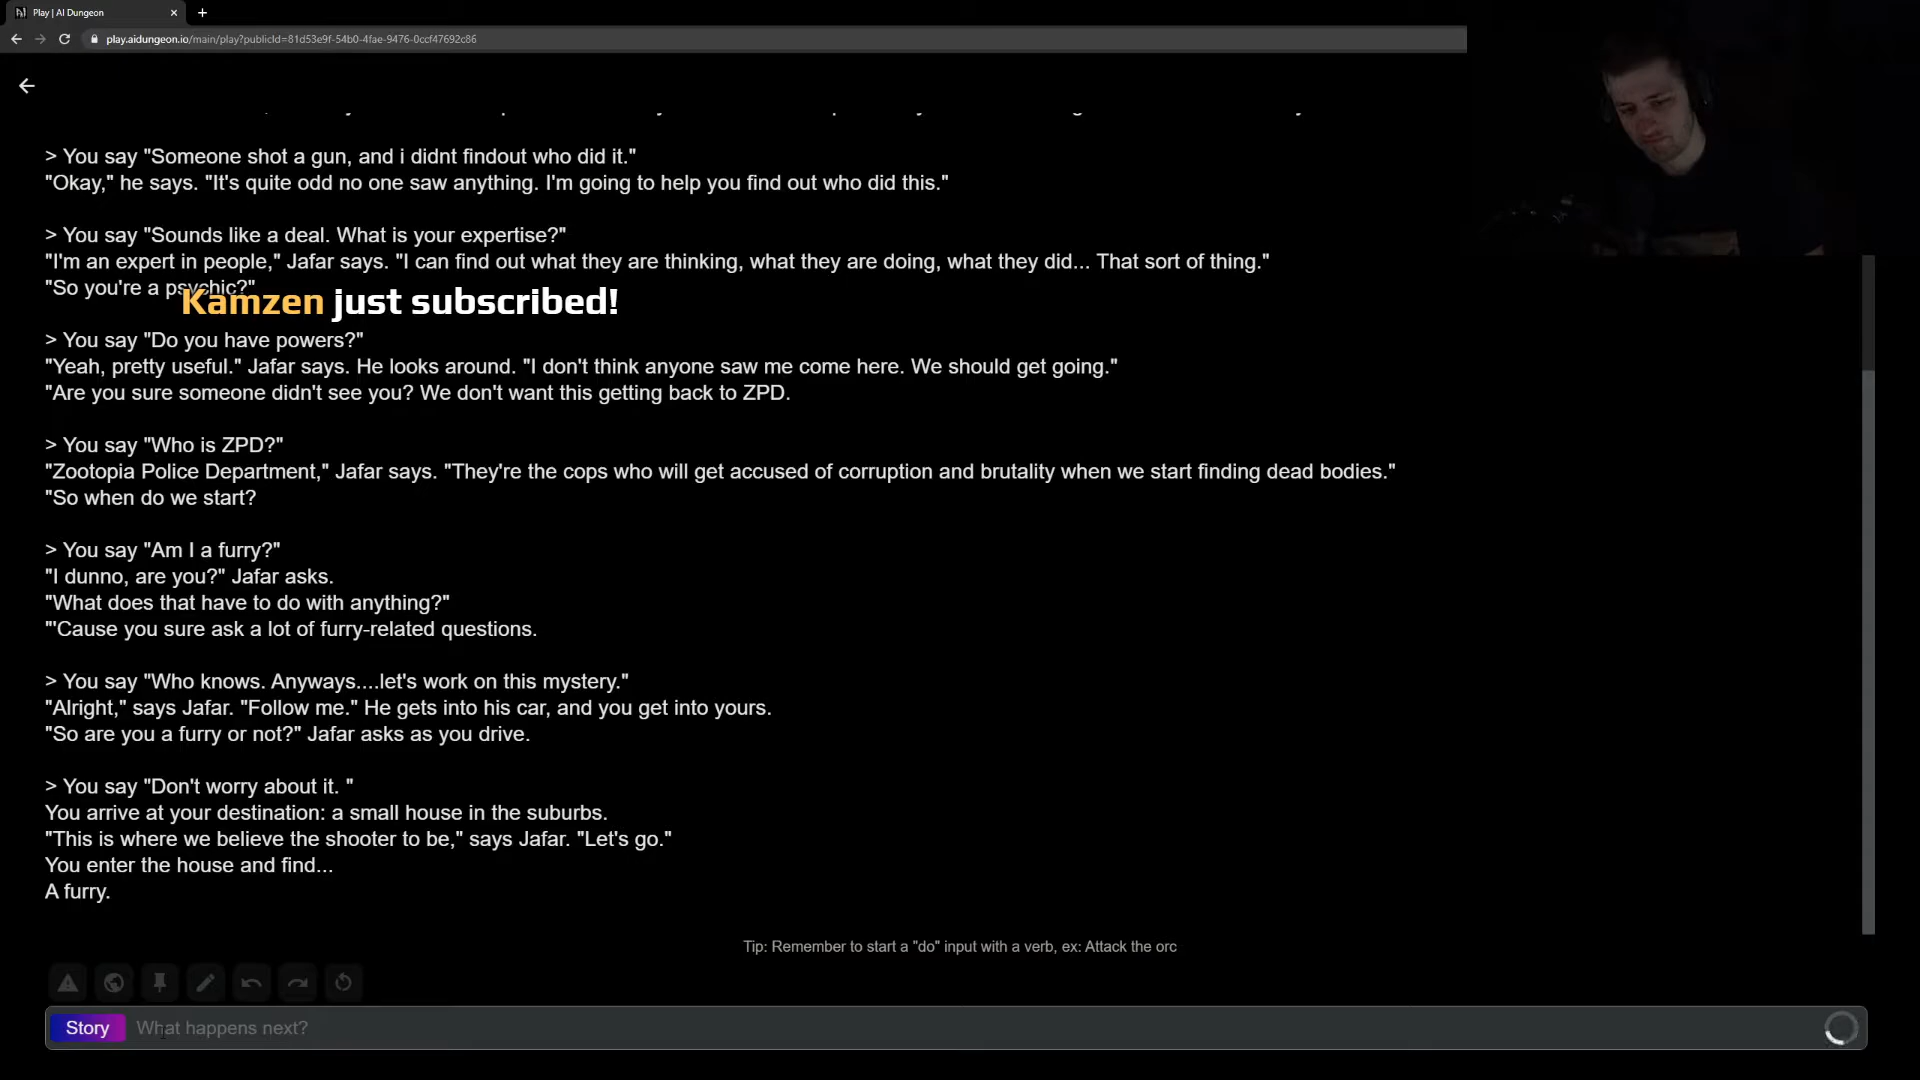 Play | AI Dungeon
play.aidungeon.io/main/play?publicId=81d53e9f-54b0-4fae-9476-0ccf47692c86
> You say "Someone shot a gun, and i didnt findout who did it."
"Okay," he says. "It's quite odd no one saw anything. I'm going to help you find out who did this."
> You say "Sounds like a deal. What is your expertise?"
"I'm an expert in people," Jafar says. "I can find out what they are thinking, what they are doing, what they did... That sort of thing."
"So you're a psychic?"
Kamzen just subscribed!
> You say "Do you have powers?"
"Yeah, pretty useful." Jafar says. He looks around. "I don't think anyone saw me come here. We should get going."
"Are you sure someone didn't see you? We don't want this getting back to ZPD.
> You say "Who is ZPD?"
"Zootopia Police Department," Jafar says. "They're the cops who will get accused of corruption and brutality when we start finding dead bodies."
"So when do we start?
> You say "Am I a furry?"
"I dunno, are you?" Jafar asks.
"What does that have to do with anything?"
"'Cause you sure ask a lot of furry-related questions.
> You say "Who knows. Anyways....let's work on this mystery."
"Alright," says Jafar. "Follow me." He gets into his car, and you get into yours.
"So are you a furry or not?" Jafar asks as you drive.
> You say "Don't worry about it. "
You arrive at your destination: a small house in the suburbs.
"This is where we believe the shooter to be," says Jafar. "Let's go."
You enter the house and find...
A furry.
Tip: Remember to start a "do" input with a verb, ex: Attack the orc
Story What happens next?